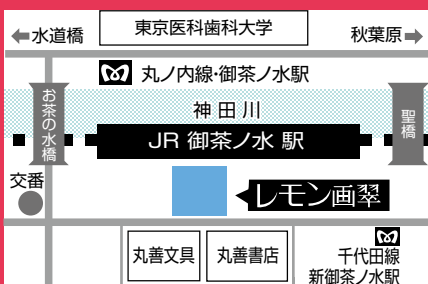 ←水道橋
東京医科歯科大学
秋葉原→
丸ノ内線・御茶ノ水駅
神田川
お茶の水橋
聖橋
JR 御茶ノ水 駅
交番
レモン画翠
丸善文具
丸善書店
千代田線
新御茶ノ水駅